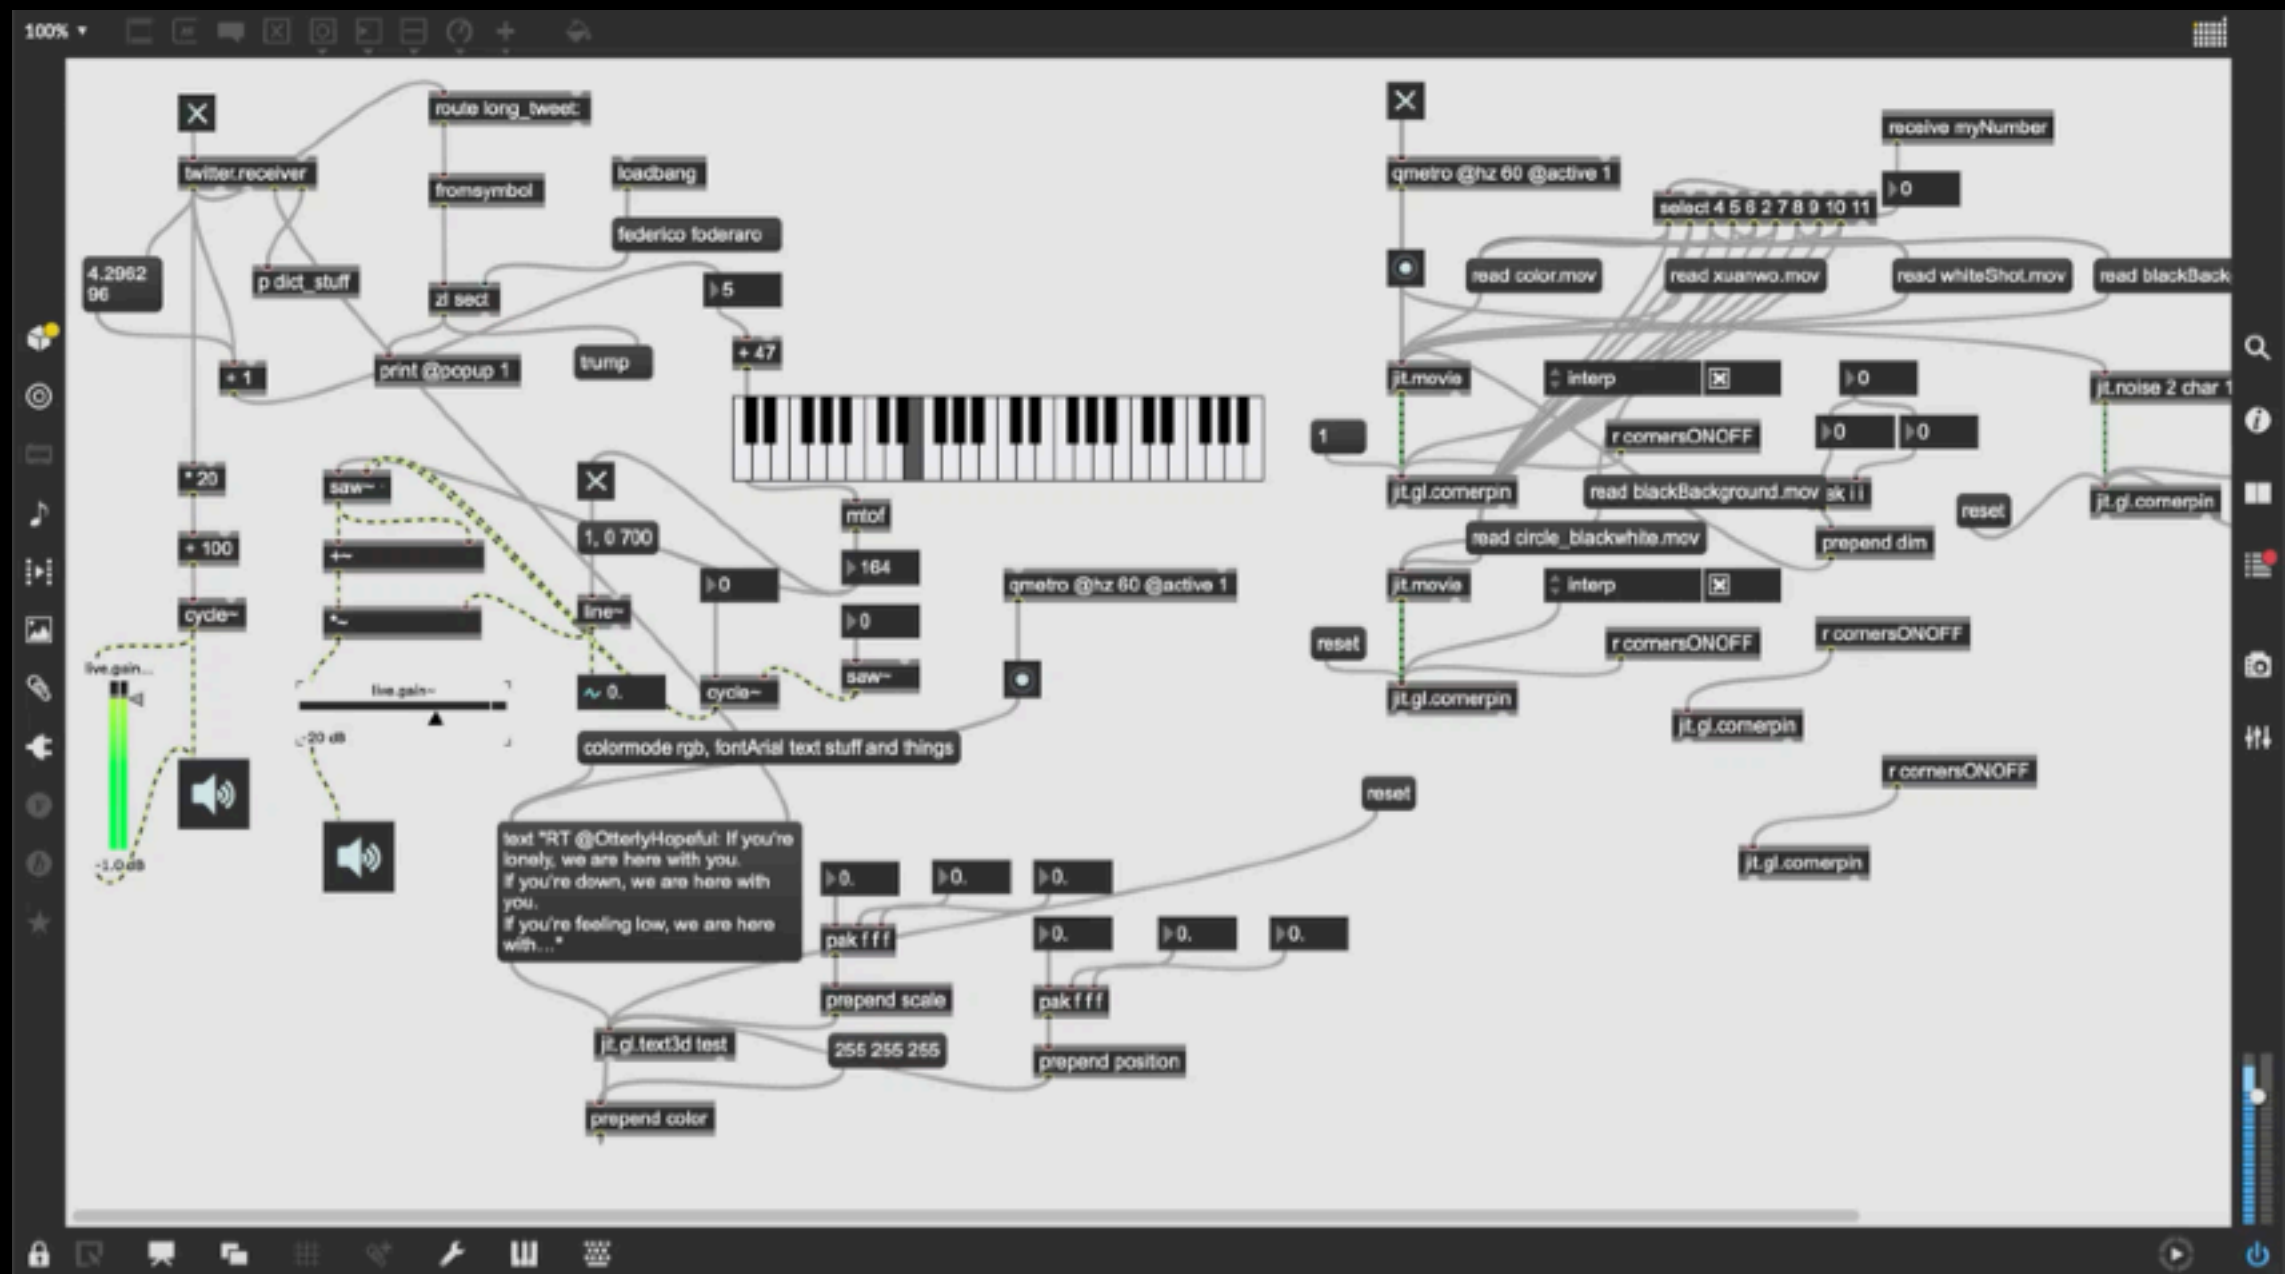 100%
route long_tweet:
twitter.receiver
fromsymbol
loadbang
federico foderaro
4.2962
96
p dict_stuff
zl sect
5
+ 47
+ 1
print @popup 1
trump
* 20
saw~
1, 0 700
mtof
+ 100
+~
164
0
qmetro @hz 60 @active 1
cycle~
*~
line~
0
live.gain...
live.gain~
0.
cycle~
saw~
-20 dB
-1.0 dB
colormode rgb, fontArial text stuff and things
text "RT @OtterlyHopeful: If you're
lonely, we are here with you.
If you're down, we are here with
you.
If you're feeling low, we are here
with..."
reset
0.
0.
0.
pak f f f
0.
0.
0.
prepend scale
pak f f f
jit.gl.text3d test
255 255 255
prepend position
prepend color
receive myNumber
qmetro @hz 60 @active 1
0
select 4 5 6 2 7 8 9 10 11
read color.mov
read xuanwo.mov
read whiteShot.mov
read blackBack
jit.movie
interp
0
jit.noise 2 char 1
1
r cornersONOFF
0
0
jit.gl.cornerpin
read blackBackground.mov
ak i i
jit.gl.cornerpin
reset
read circle_blackwhite.mov
prepend dim
jit.movie
interp
reset
r cornersONOFF
r cornersONOFF
jit.gl.cornerpin
jit.gl.cornerpin
r cornersONOFF
jit.gl.cornerpin